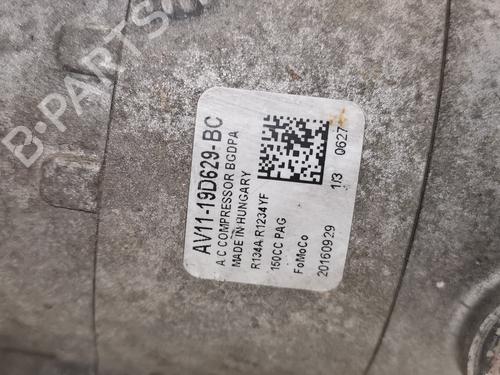 AV11-19D629-BC
A.C COMPRESSOR BGDPA
MADE IN HUNGARY
R134A R1234YF
150CC PAG
FoMoCo
20160929
1/3 0627
B-PARTS